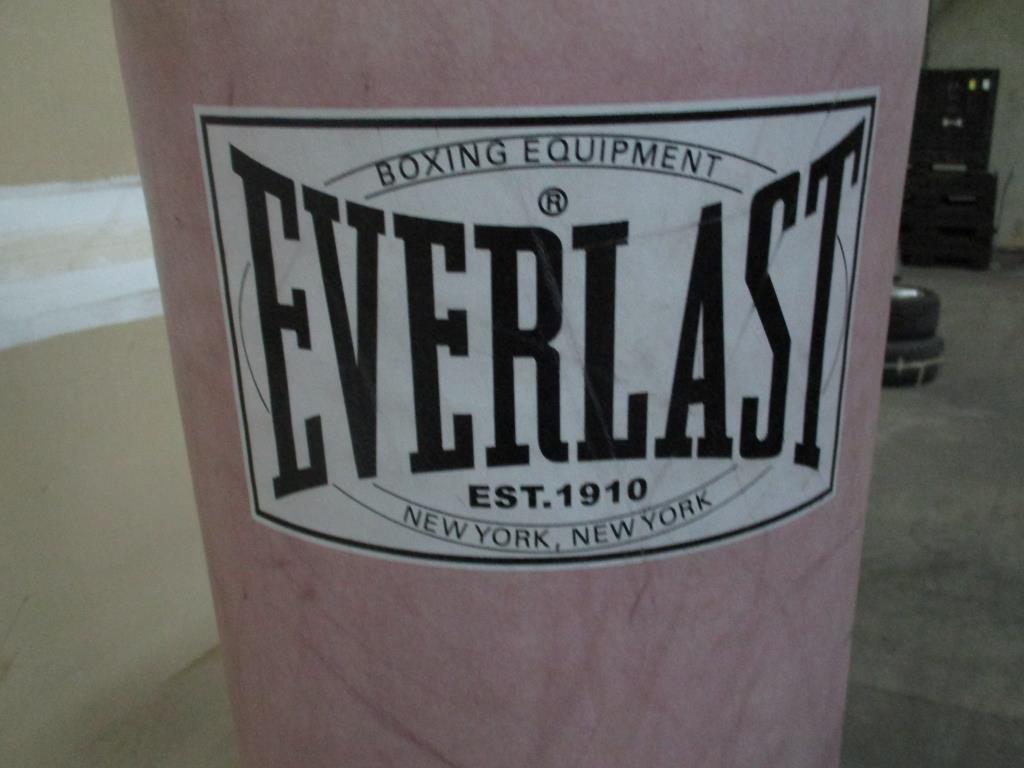 BOXING EQUIPMENT
®
EVERLAST
EST.1910
NEW YORK, NEW YORK